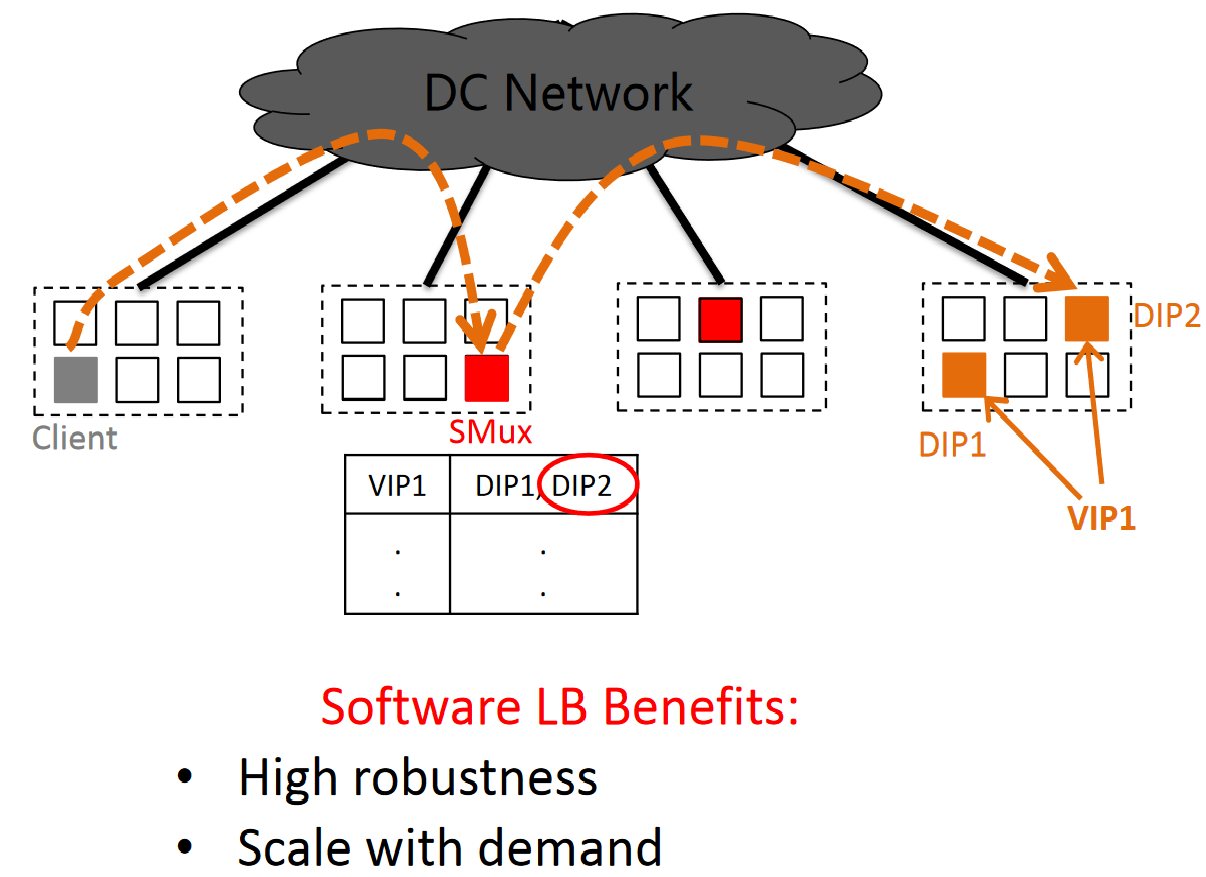 DC Network
DIP2
Client
SMux
DIP1
VIP1 DIP1, DIP2
. .
. .
VIP1
Software LB Benefits:
• High robustness
• Scale with demand